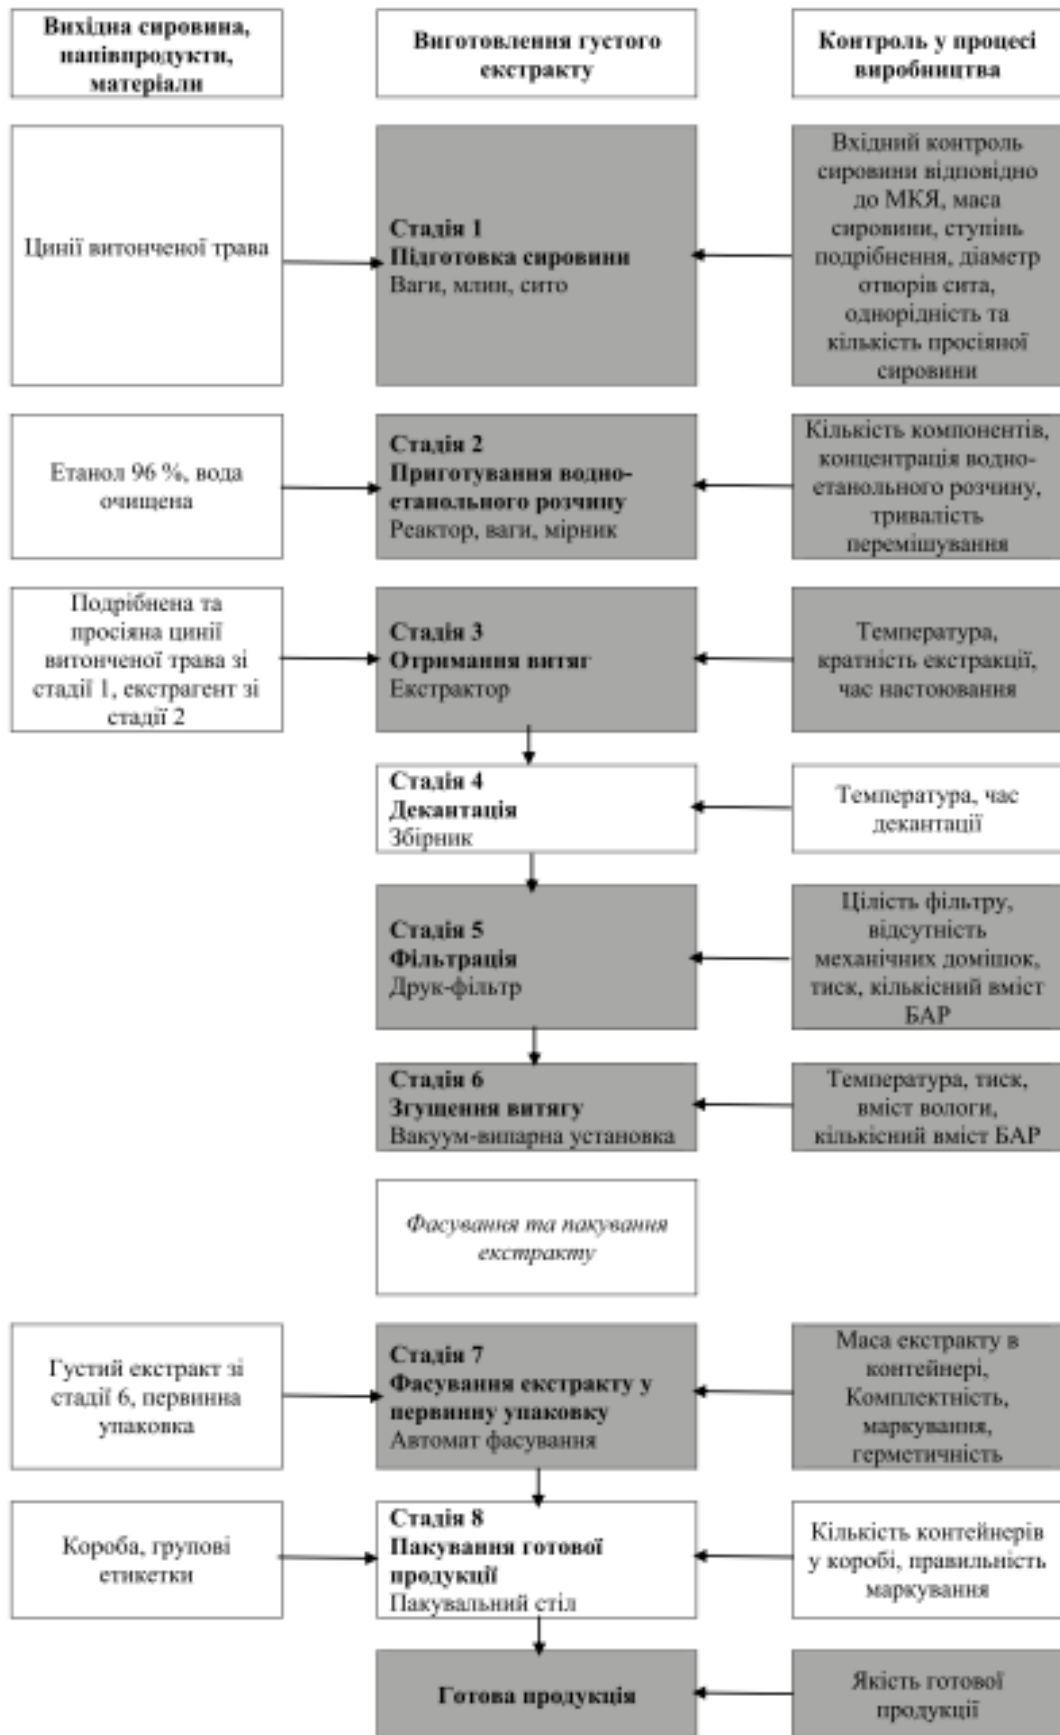 Вихідна сировина,
напівпродукти,
матеріали
Виготовлення густого
екстракту
Контроль у процесі
виробництва
Цинії витонченої трава
Стадія 1
Підготовка сировини
Ваги, млин, сито
Вхідний контроль
сировини відповідно
до МКЯ, маса
сировини, ступінь
подрібнення, діаметр
отворів сита,
однорідність та
кількість просіяної
сировини
Етанол 96 %, вода
очищена
Стадія 2
Приготування водно-
етанольного розчину
Реактор, ваги, мірник
Кількість компонентів,
концентрація водно-
етанольного розчину,
тривалість
перемішування
Подрібнена та
просіяна цинії
витонченої трава зі
стадії 1, екстрагент зі
стадії 2
Стадія 3
Отримання витяг
Екстрактор
Температура,
кратність екстракції,
час настоювання
Стадія 4
Декантація
Збірник
Температура, час
декантації
Стадія 5
Фільтрація
Друк-фільтр
Цілість фільтру,
відсутність
механічних домішок,
тиск, кількісний вміст
БАР
Стадія 6
Згущення витягу
Вакуум-випарна установка
Температура, тиск,
вміст вологи,
кількісний вміст БАР
Фасування та пакування
екстракту
Густий екстракт зі
стадії 6, первинна
упаковка
Стадія 7
Фасування екстракту у
первинну упаковку
Автомат фасування
Маса екстракту в
контейнері,
Комплектність,
маркування,
герметичність
Короба, групові
етикетки
Стадія 8
Пакування готової
продукції
Пакувальний стіл
Кількість контейнерів
у коробі, правильність
маркування
Готова продукція
Якість готової
продукції